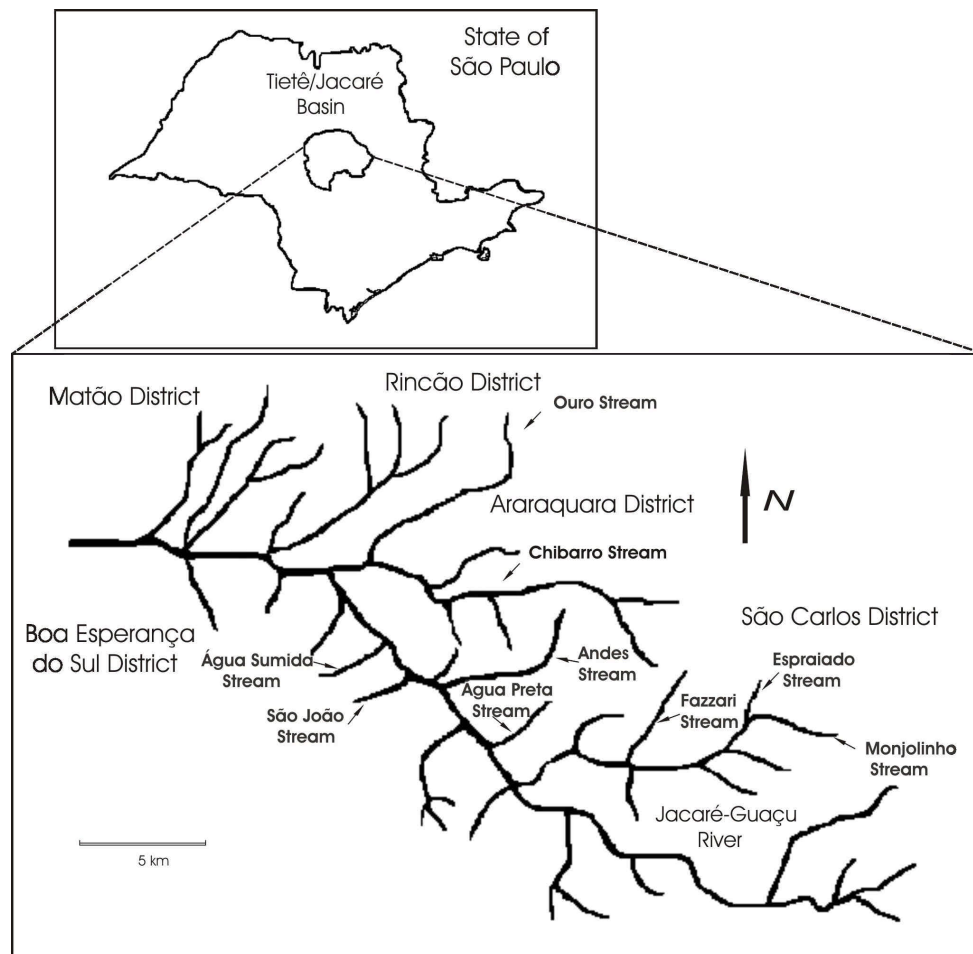 State of
São Paulo
Tietê/Jacaré
Basin
Matão District
Rincão District
Ouro Stream
Araraquara District
N
Chibarro Stream
São Carlos District
Boa Esperança
do Sul District
Água Sumida
Stream
Andes
Stream
Espraiado
Stream
São João
Stream
Agua Preta
Stream
Fazzari
Stream
Monjolinho
Stream
Jacaré-Guaçu
River
5 km